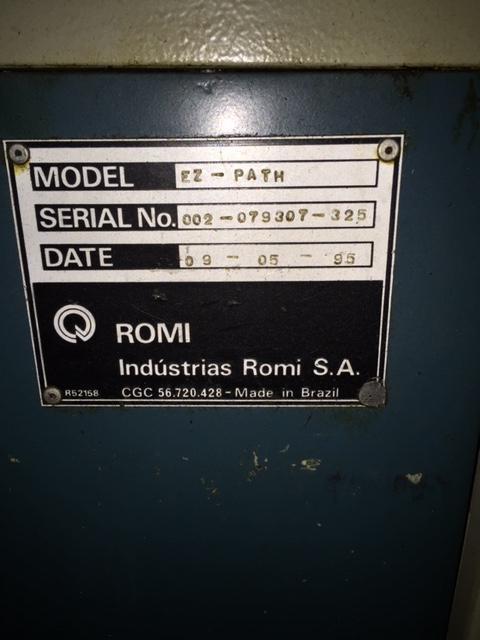 MODEL EZ - PATH
SERIAL No. 002-079307-325
DATE 09 - 05 - 95
ROMI
Indústrias Romi S.A.
R52158 CGC 56.720.428 - Made in Brazil